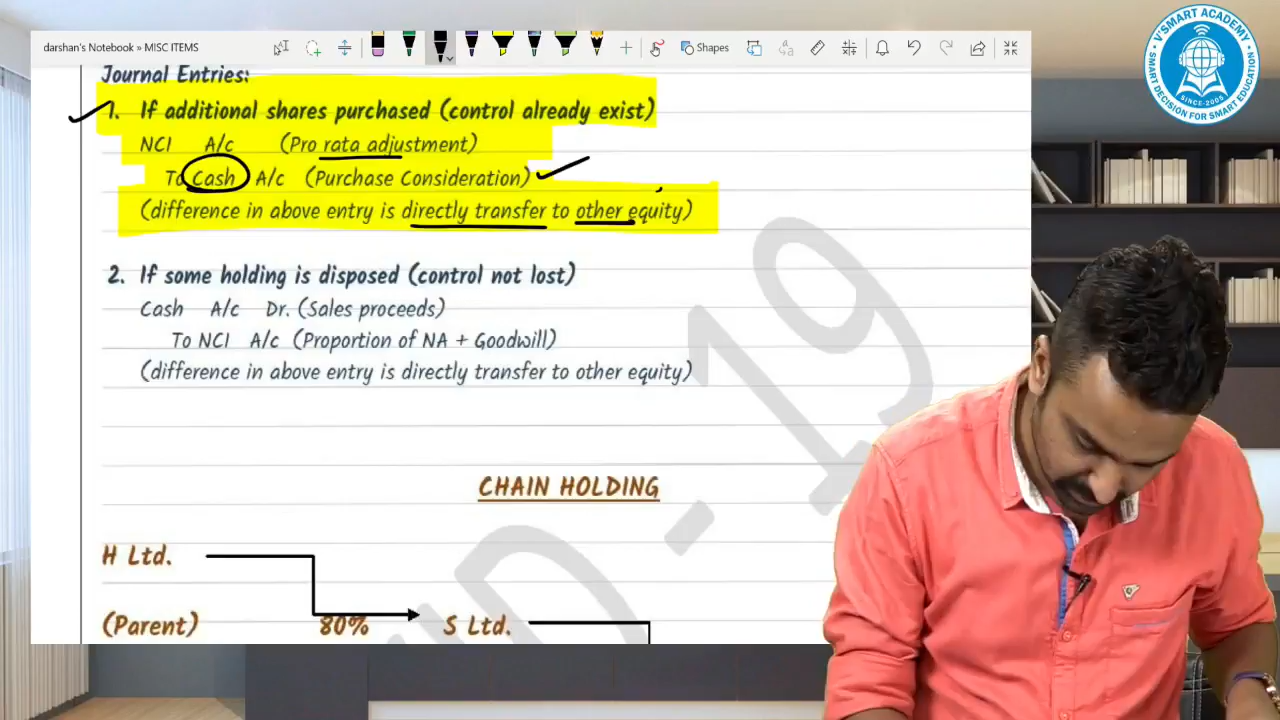 darshan's Notebook » MISC ITEMS
Shapes
V'SMART ACADEMY
SMART DECISION FOR SMART EDUCATION
SINCE-2005
Journal Entries:
1. If additional shares purchased (control already exist)
NCI A/c (Pro rata adjustment)
To Cash A/c (Purchase Consideration)
(difference in above entry is directly transfer to other equity)
2. If some holding is disposed (control not lost)
Cash A/c Dr. (Sales proceeds)
To NCI A/c (Proportion of NA + Goodwill)
(difference in above entry is directly transfer to other equity)
CHAIN HOLDING
H Ltd.
(Parent) 80% S Ltd.